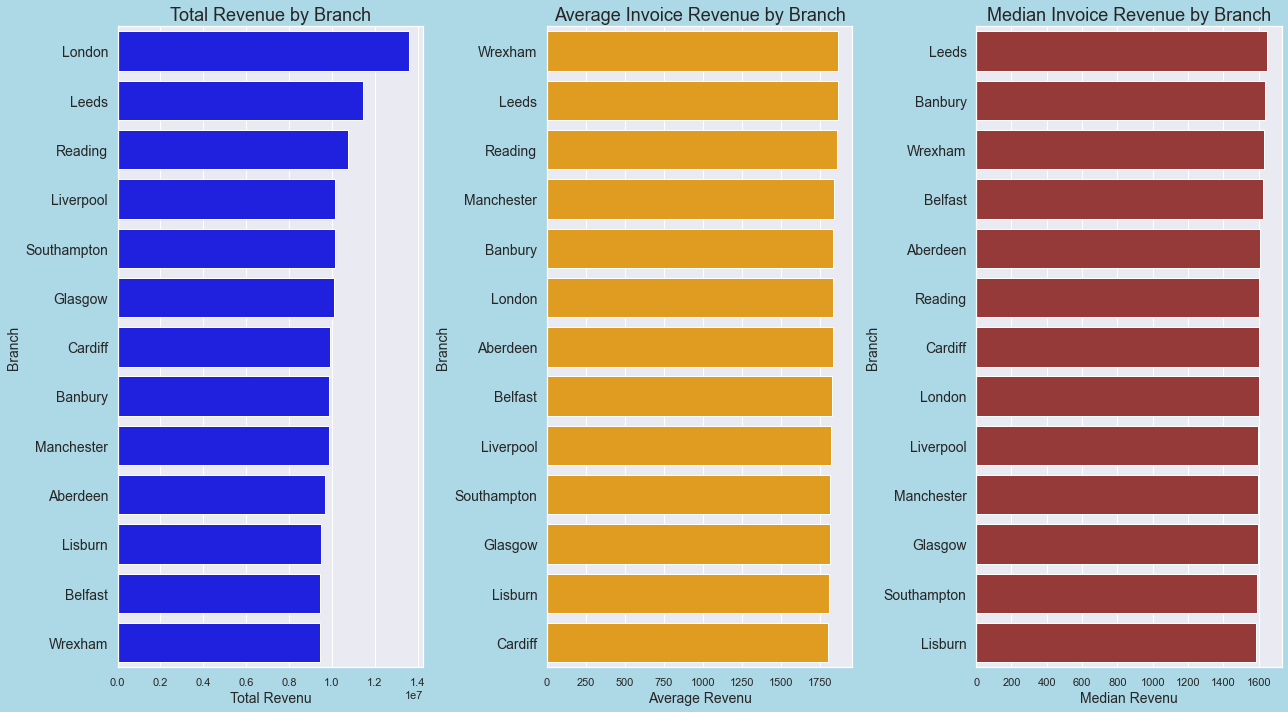 Total Revenue by Branch
London
Leeds
Reading
Liverpool
Southampton
Glasgow
Cardiff
Banbury
Manchester
Aberdeen
Lisburn
Belfast
Wrexham
Branch
0.0 0.2 0.4 0.6 0.8 1.0 1.2 1.4
1e7
Total Revenu
Average Invoice Revenue by Branch
Wrexham
Leeds
Reading
Manchester
Banbury
London
Aberdeen
Belfast
Liverpool
Southampton
Glasgow
Lisburn
Cardiff
Branch
0 250 500 750 1000 1250 1500 1750
Average Revenu
Median Invoice Revenue by Branch
Leeds
Banbury
Wrexham
Belfast
Aberdeen
Reading
Cardiff
London
Liverpool
Manchester
Glasgow
Southampton
Lisburn
Branch
0 200 400 600 800 1000 1200 1400 1600
Median Revenu